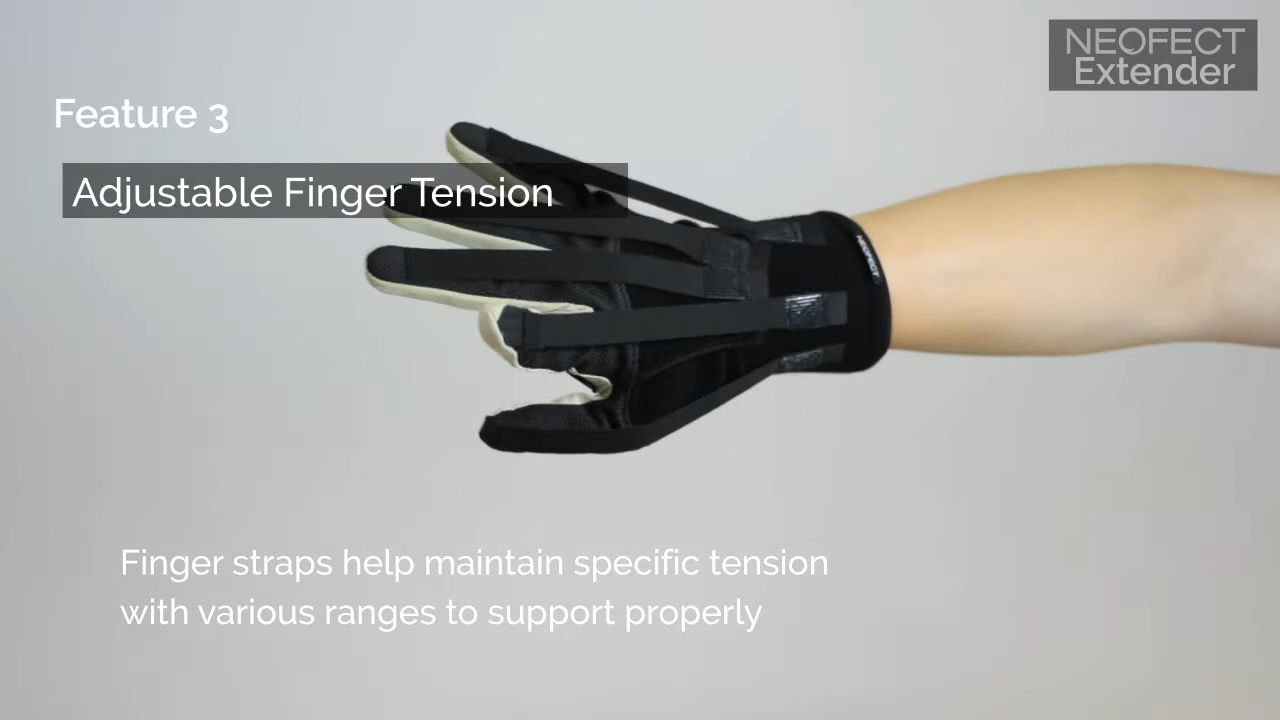 NEOFECT
Extender
Feature 3
Adjustable Finger Tension
NEOFECT
Finger straps help maintain specific tension
with various ranges to support properly